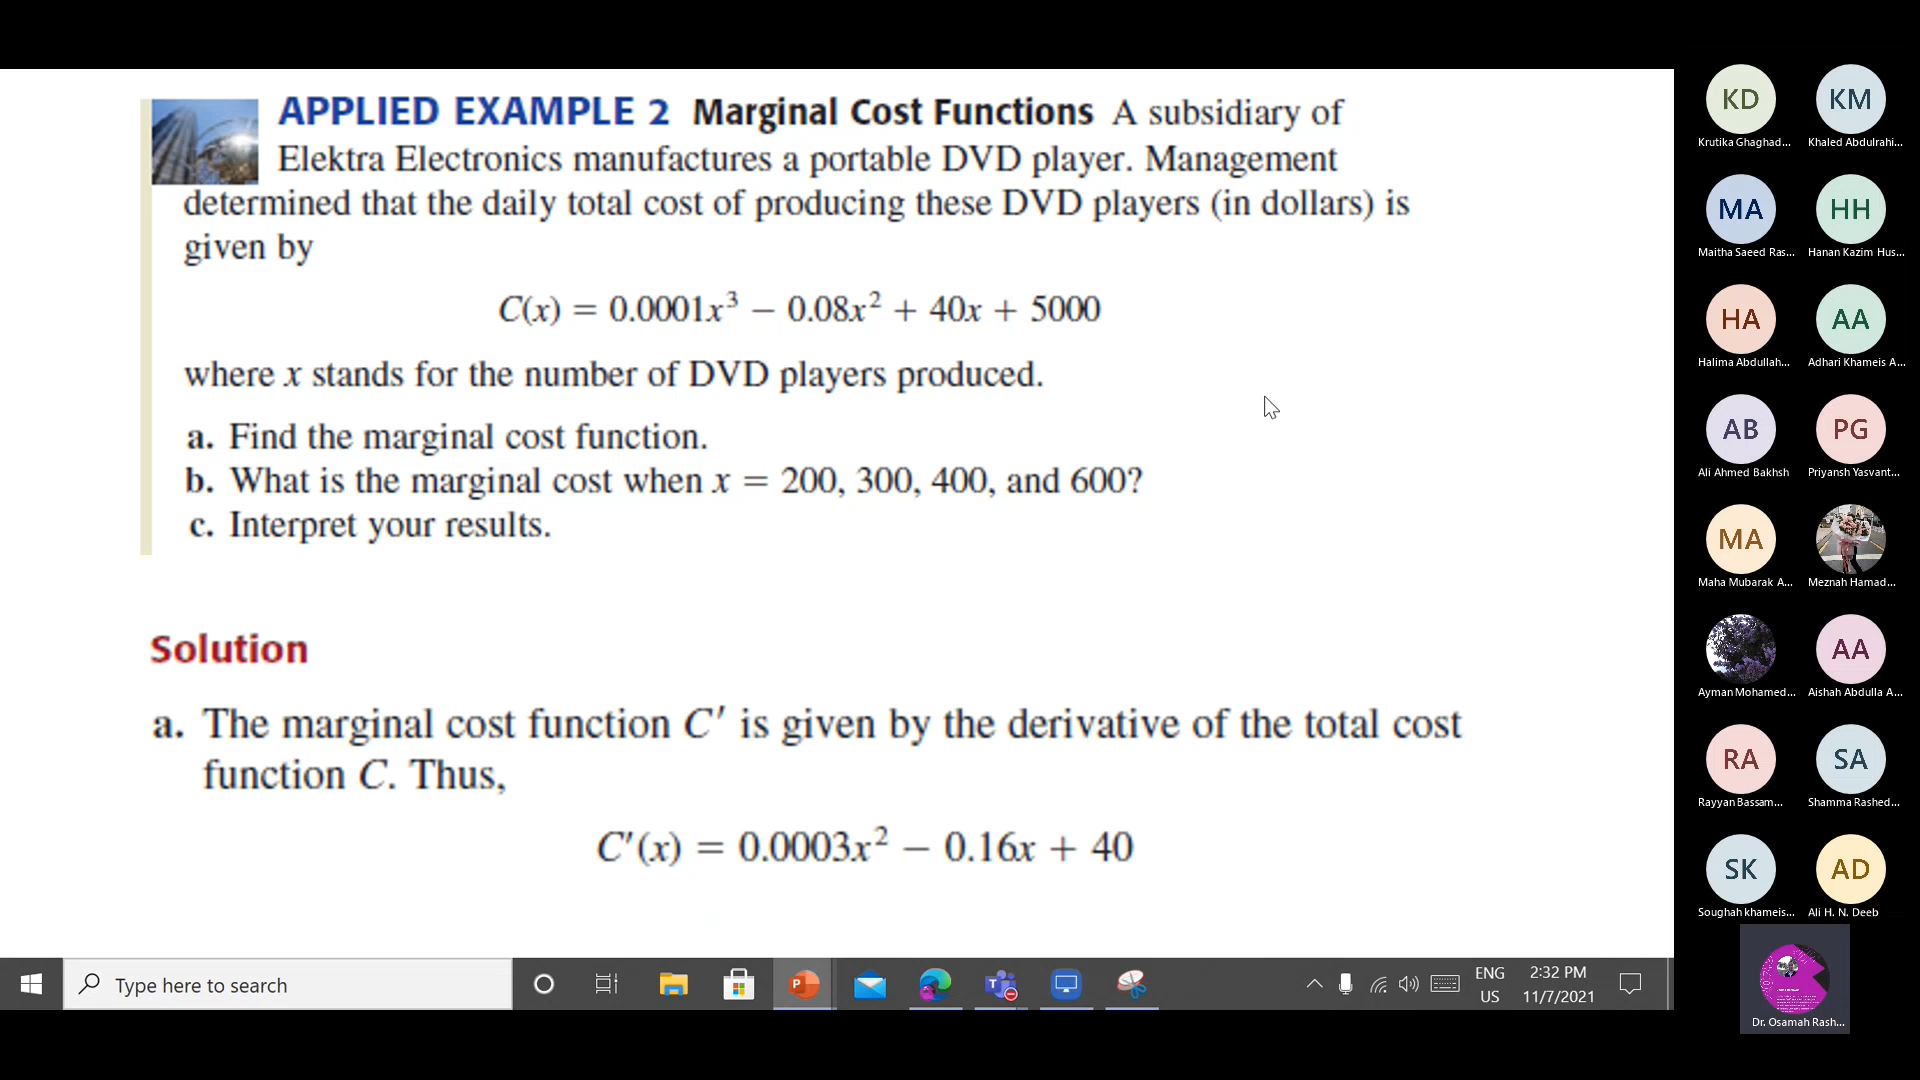 APPLIED EXAMPLE 2 Marginal Cost Functions A subsidiary of
Elektra Electronics manufactures a portable DVD player. Management
determined that the daily total cost of producing these DVD players (in dollars) is
given by
C(x) = 0.0001x³ − 0.08x² + 40x + 5000
where x stands for the number of DVD players produced.
a. Find the marginal cost function.
b. What is the marginal cost when x = 200, 300, 400, and 600?
c. Interpret your results.
Solution
a. The marginal cost function C′ is given by the derivative of the total cost
function C. Thus,
C′(x) = 0.0003x² − 0.16x + 40
Type here to search
ENG
US
2:32 PM
11/7/2021
KD
KM
Krutika Ghaghad...
Khaled Abdulrahi...
MA
HH
Maitha Saeed Ras...
Hanan Kazim Hus...
HA
AA
Halima Abdullah...
Adhari Khameis A...
AB
PG
Ali Ahmed Bakhsh
Priyansh Yasvant...
MA
Maha Mubarak A...
Meznah Hamad...
AA
Ayman Mohamed...
Aishah Abdulla A...
RA
SA
Rayyan Bassam...
Shamma Rashed...
SK
AD
Soughah khameis...
Ali H. N. Deeb
Dr. Osamah Rash...